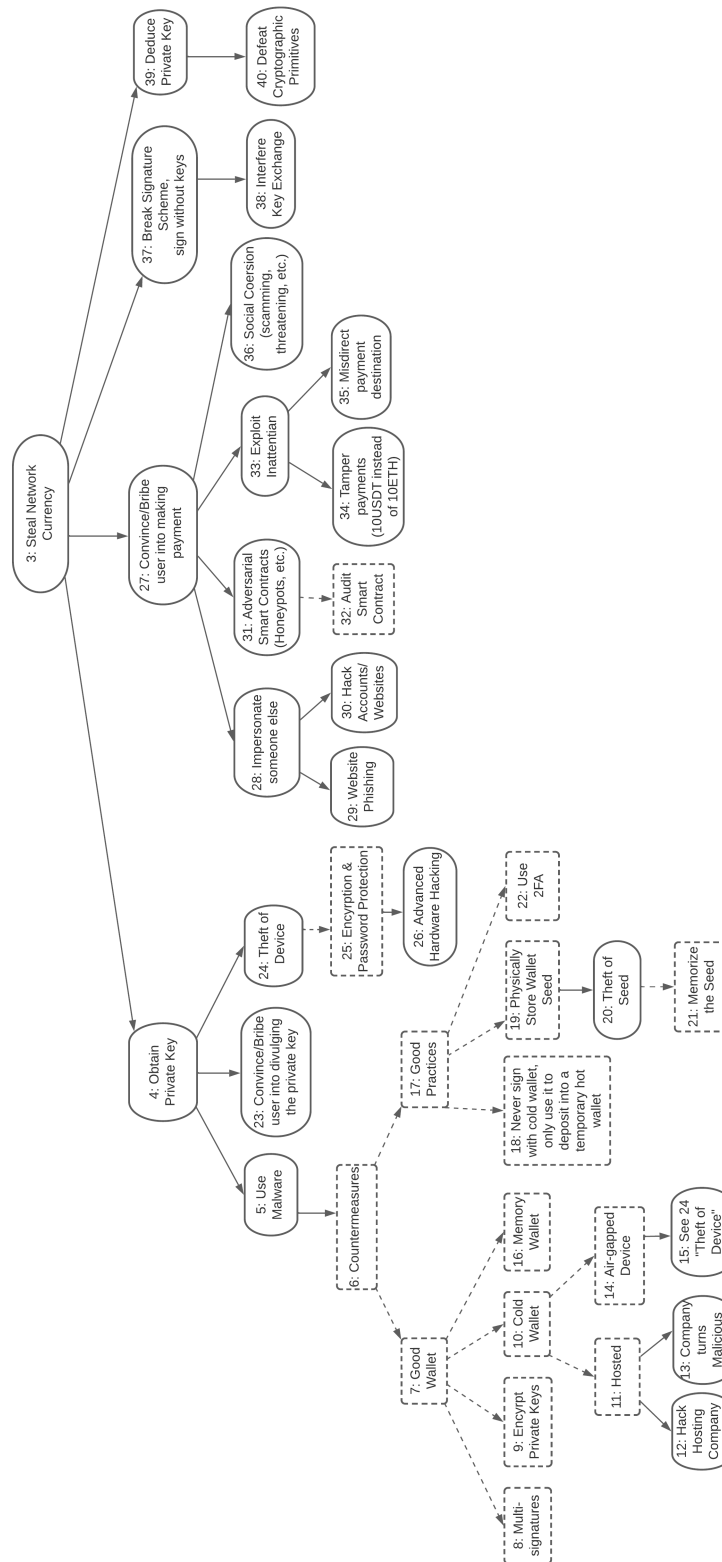 3: Steal Network
Currency
4: Obtain
Private Key
27: Convince/Bribe
user into making
payment
37: Break Signature
Scheme,
sign without keys
39: Deduce
Private Key
5: Use
Malware
23: Convince/Bribe
user into divulging
the private key
24: Theft of
Device
28: Impersonate
someone else
31: Adversarial
Smart Contracts
(Honeypots, etc.)
33: Exploit
Inattentian
36: Social Coersion
(scamming,
threatening, etc.)
38: Interfere
Key Exchange
40: Defeat
Cryptographic
Primitives
6: Countermeasures
25: Encyrption &
Password Protection
29: Website
Phishing
30: Hack
Accounts/
Websites
32: Audit
Smart
Contract
34: Tamper
payments
(10USDT instead
of 10ETH)
35: Misdirect
payment
destination
7: Good
Wallet
17: Good
Practices
26: Advanced
Hardware Hacking
8: Multi-
signatures
9: Encyrpt
Private Keys
10: Cold
Wallet
16: Memory
Wallet
18: Never sign
with cold wallet,
only use it to
deposit into a
temporary hot
wallet
19: Physically
Store Wallet
Seed
22: Use
2FA
11: Hosted
14: Air-gapped
Device
20: Theft of
Seed
12: Hack
Hosting
Company
13: Company
turns
Malicious
15: See 24
"Theft of
Device"
21: Memorize
the Seed